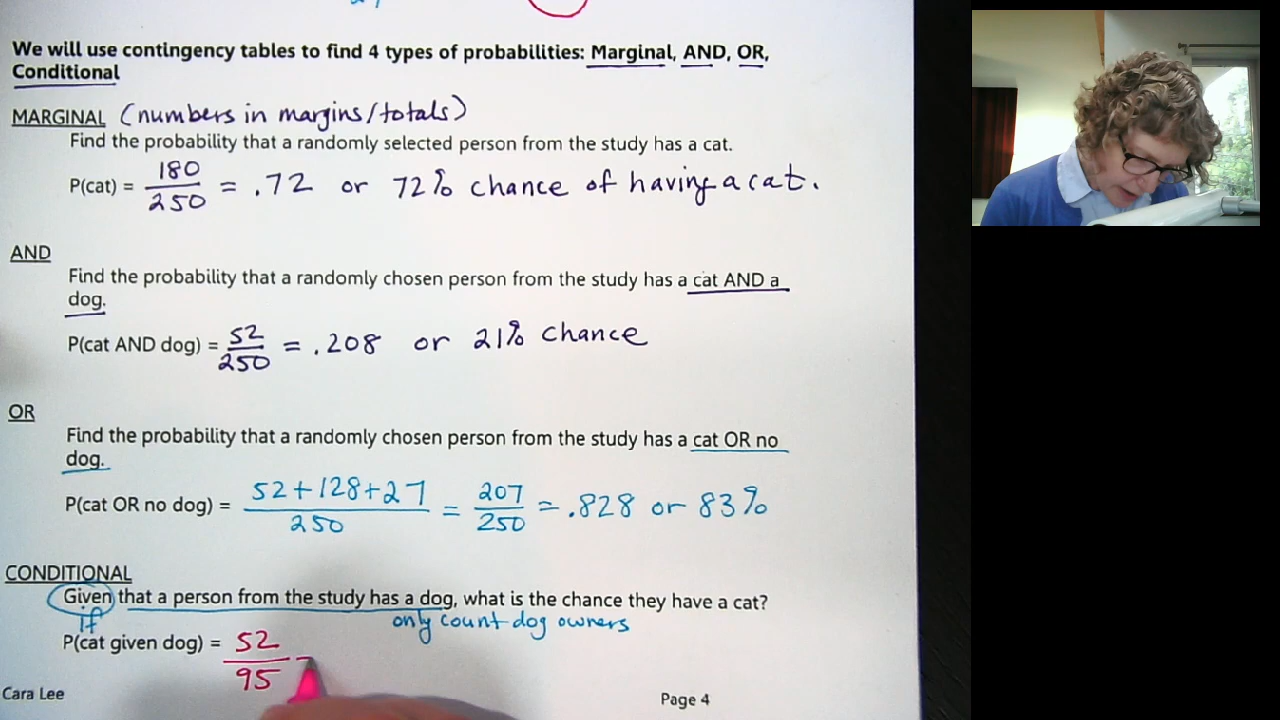 We will use contingency tables to find 4 types of probabilities: Marginal, AND, OR,
Conditional
MARGINAL (numbers in margins/totals)
Find the probability that a randomly selected person from the study has a cat.
P(cat) = 180/250 = .72 or 72% chance of having a cat.
AND
Find the probability that a randomly chosen person from the study has a cat AND a
dog.
P(cat AND dog) = 52/250 = .208 or 21% chance
OR
Find the probability that a randomly chosen person from the study has a cat OR no
dog.
P(cat OR no dog) = 52+128+27/250 = 207/250 = .828 or 83%
CONDITIONAL
Given that a person from the study has a dog, what is the chance they have a cat?
if only count dog owners
P(cat given dog) = 52/95
Cara Lee Page 4